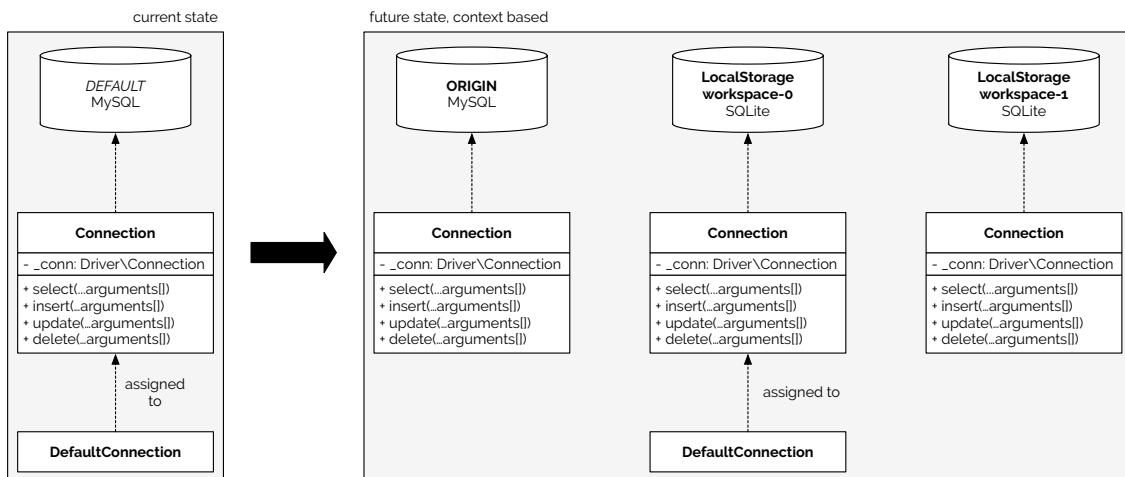 current state
DEFAULT
MySQL
Connection
- _conn: Driver\Connection
+ select(...arguments[])
+ insert(...arguments[])
+ update(...arguments[])
+ delete(...arguments[])
assigned
to
DefaultConnection
future state, context based
ORIGIN
MySQL
Connection
- _conn: Driver\Connection
+ select(...arguments[])
+ insert(...arguments[])
+ update(...arguments[])
+ delete(...arguments[])
LocalStorage
workspace-0
SQLite
Connection
- _conn: Driver\Connection
+ select(...arguments[])
+ insert(...arguments[])
+ update(...arguments[])
+ delete(...arguments[])
assigned to
DefaultConnection
LocalStorage
workspace-1
SQLite
Connection
- _conn: Driver\Connection
+ select(...arguments[])
+ insert(...arguments[])
+ update(...arguments[])
+ delete(...arguments[])